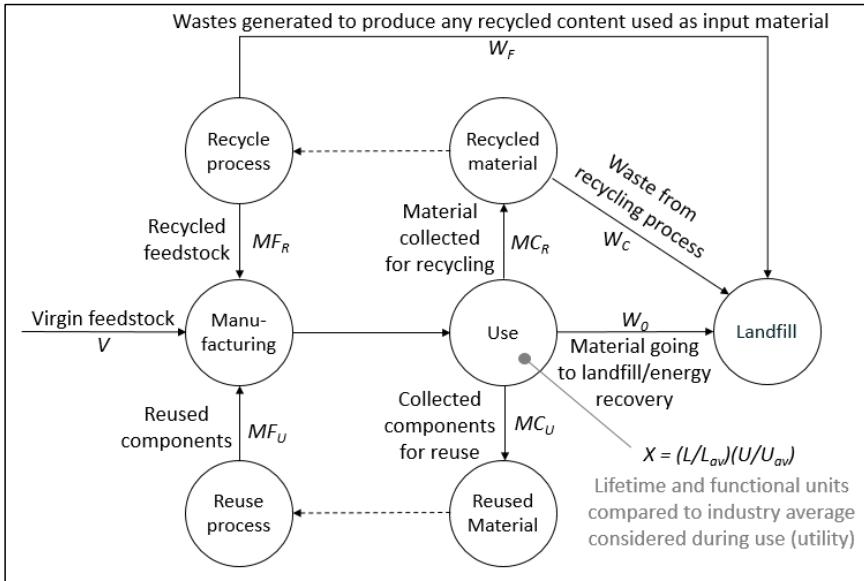 Wastes generated to produce any recycled content used as input material
W_F
Recycle
process
Recycled
material
Waste from
recycling process
W_C
Recycled
feedstock
MF_R
Material
collected
for recycling
MC_R
Virgin feedstock
V
Manu-
facturing
Use
W_0
Material going
to landfill/energy
recovery
Landfill
Reused
components
MF_U
Collected
components
for reuse
MC_U
X = (L/L_av)(U/U_av)
Lifetime and functional units
compared to industry average
considered during use (utility)
Reuse
process
Reused
Material